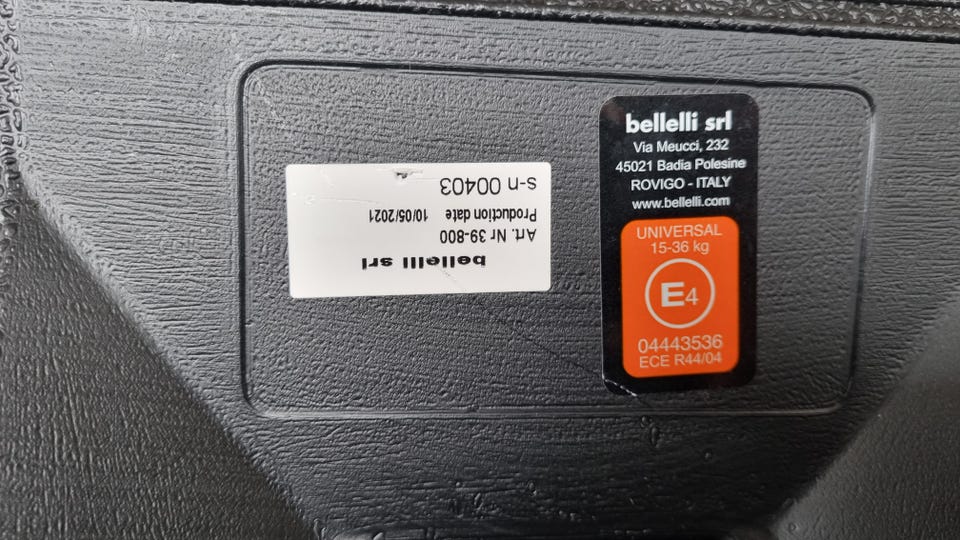 bellelli srl
Art. Nr 39-800
Production date 10/05/2021
s-n 00403
bellelli srl
Via Meucci, 232
45021 Badia Polesine
ROVIGO - ITALY
www.bellelli.com
UNIVERSAL
15-36 kg
E4
04443536
ECE R44/04